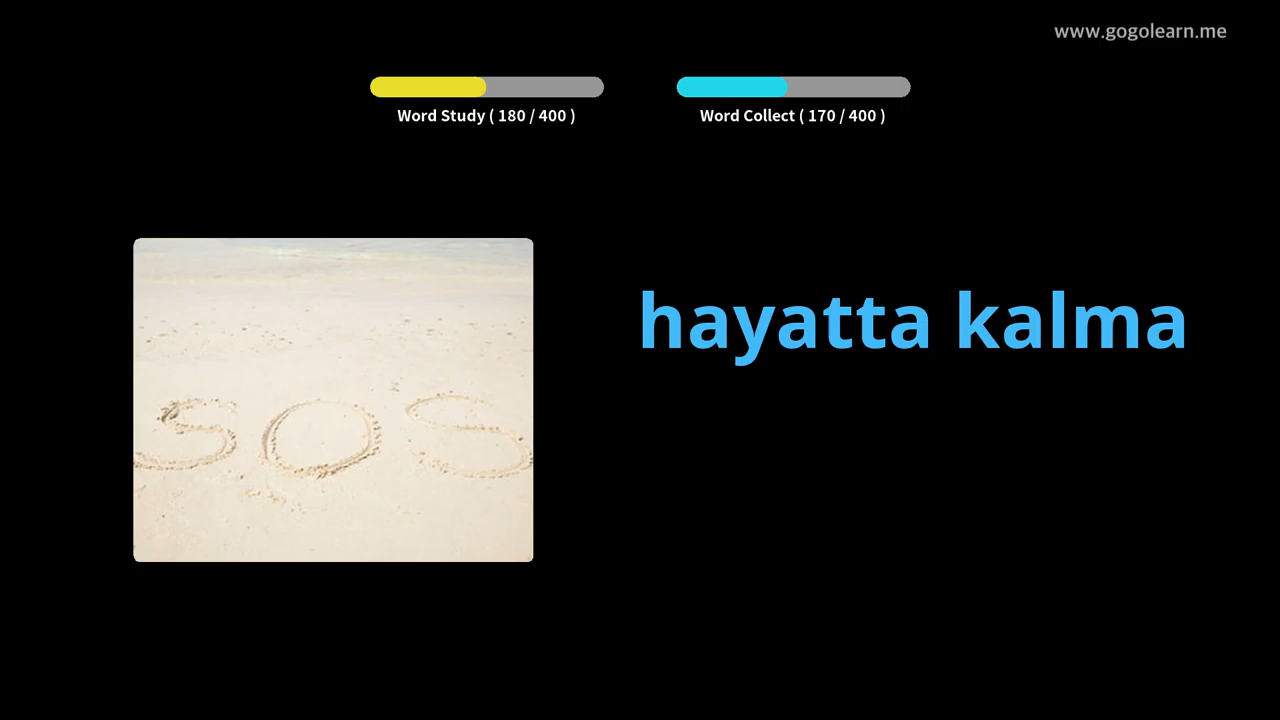 www.gogolearn.me
Word Study ( 180 / 400 )
Word Collect ( 170 / 400 )
hayatta kalma
SOS